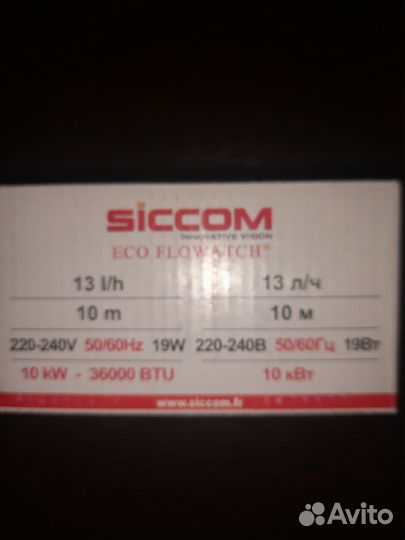 SICCOM
INNOVATIVE VISION
ECO FLOWATCH®
13 l/h 13 л/ч
10 m 10 м
220-240V 50/60Hz 19W 220-240В 50/60Гц 19Вт
10 kW - 36000 BTU 10 кВт
www.siccom.fr
Avito